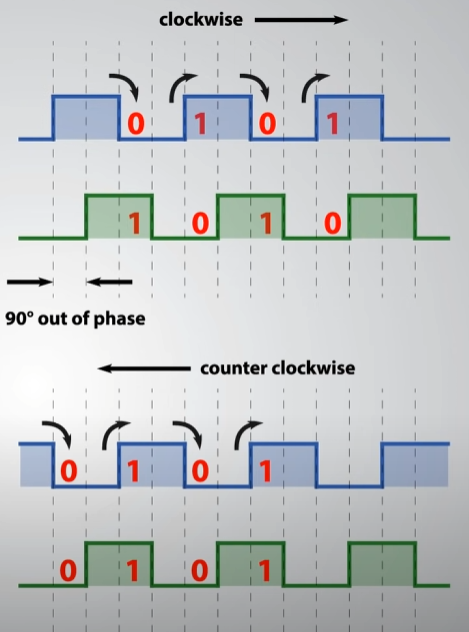 clockwise
0 1 0 1
1 0 1 0
90° out of phase
counter clockwise
0 1 0 1
0 1 0 1